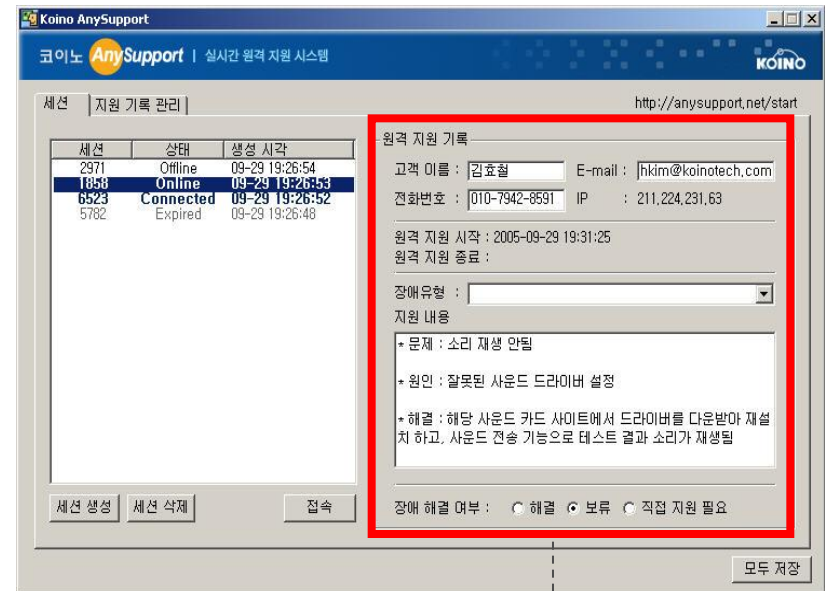 Koino AnySupport
코이노 AnySupport | 실시간 원격 지원 시스템
KOINO
세션
지원 기록 관리
http://anysupport.net/start
세션 상태 생성 시각
2971 Offline 09-29 19:26:54
1858 Online 09-29 19:26:53
6523 Connected 09-29 19:26:52
5782 Expired 09-29 19:26:48
세션 생성 세션 삭제 접속
원격 지원 기록
고객 이름 : 김효철 E-mail : hkim@koinotech.com
전화번호 : 010-7942-8591 IP : 211.224.231.63
원격 지원 시작 : 2005-09-29 19:31:25
원격 지원 종료 :
장애유형 :
지원 내용
* 문제 : 소리 재생 안됨
* 원인 : 잘못된 사운드 드라이버 설정
* 해결 : 해당 사운드 카드 사이트에서 드라이버를 다운받아 재설
치 하고, 사운드 전송 기능으로 테스트 결과 소리가 재생됨
장애 해결 여부 : 해결 보류 직접 지원 필요
모두 저장